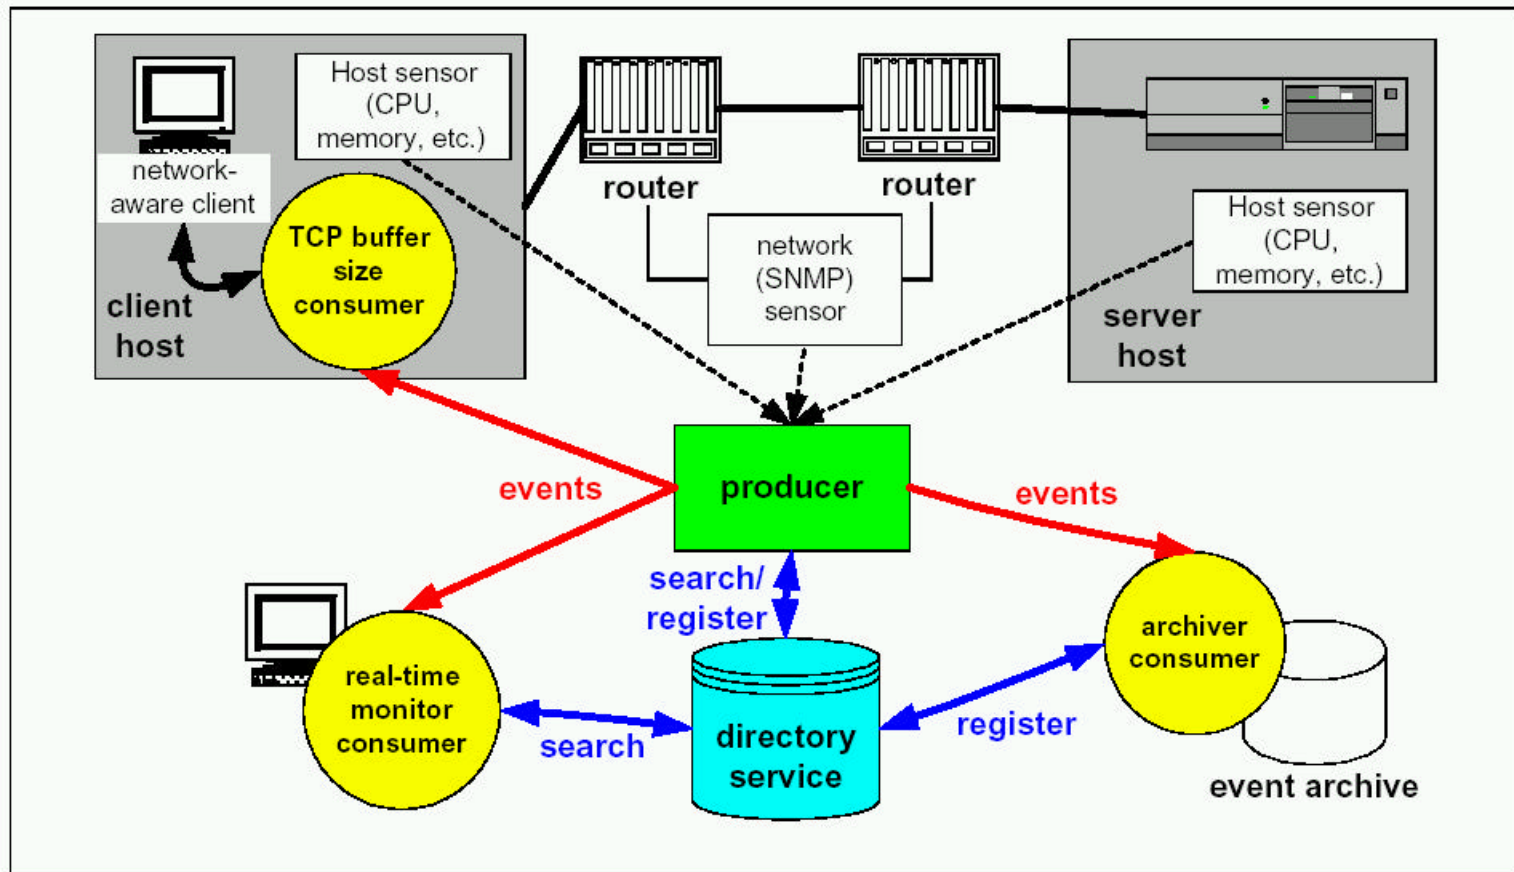 Host sensor
(CPU,
memory, etc.)
network-
aware client
TCP buffer
size
consumer
client
host
router
router
network
(SNMP)
sensor
Host sensor
(CPU,
memory, etc.)
server
host
producer
events
events
search/
register
real-time
monitor
consumer
search
directory
service
register
archiver
consumer
event archive